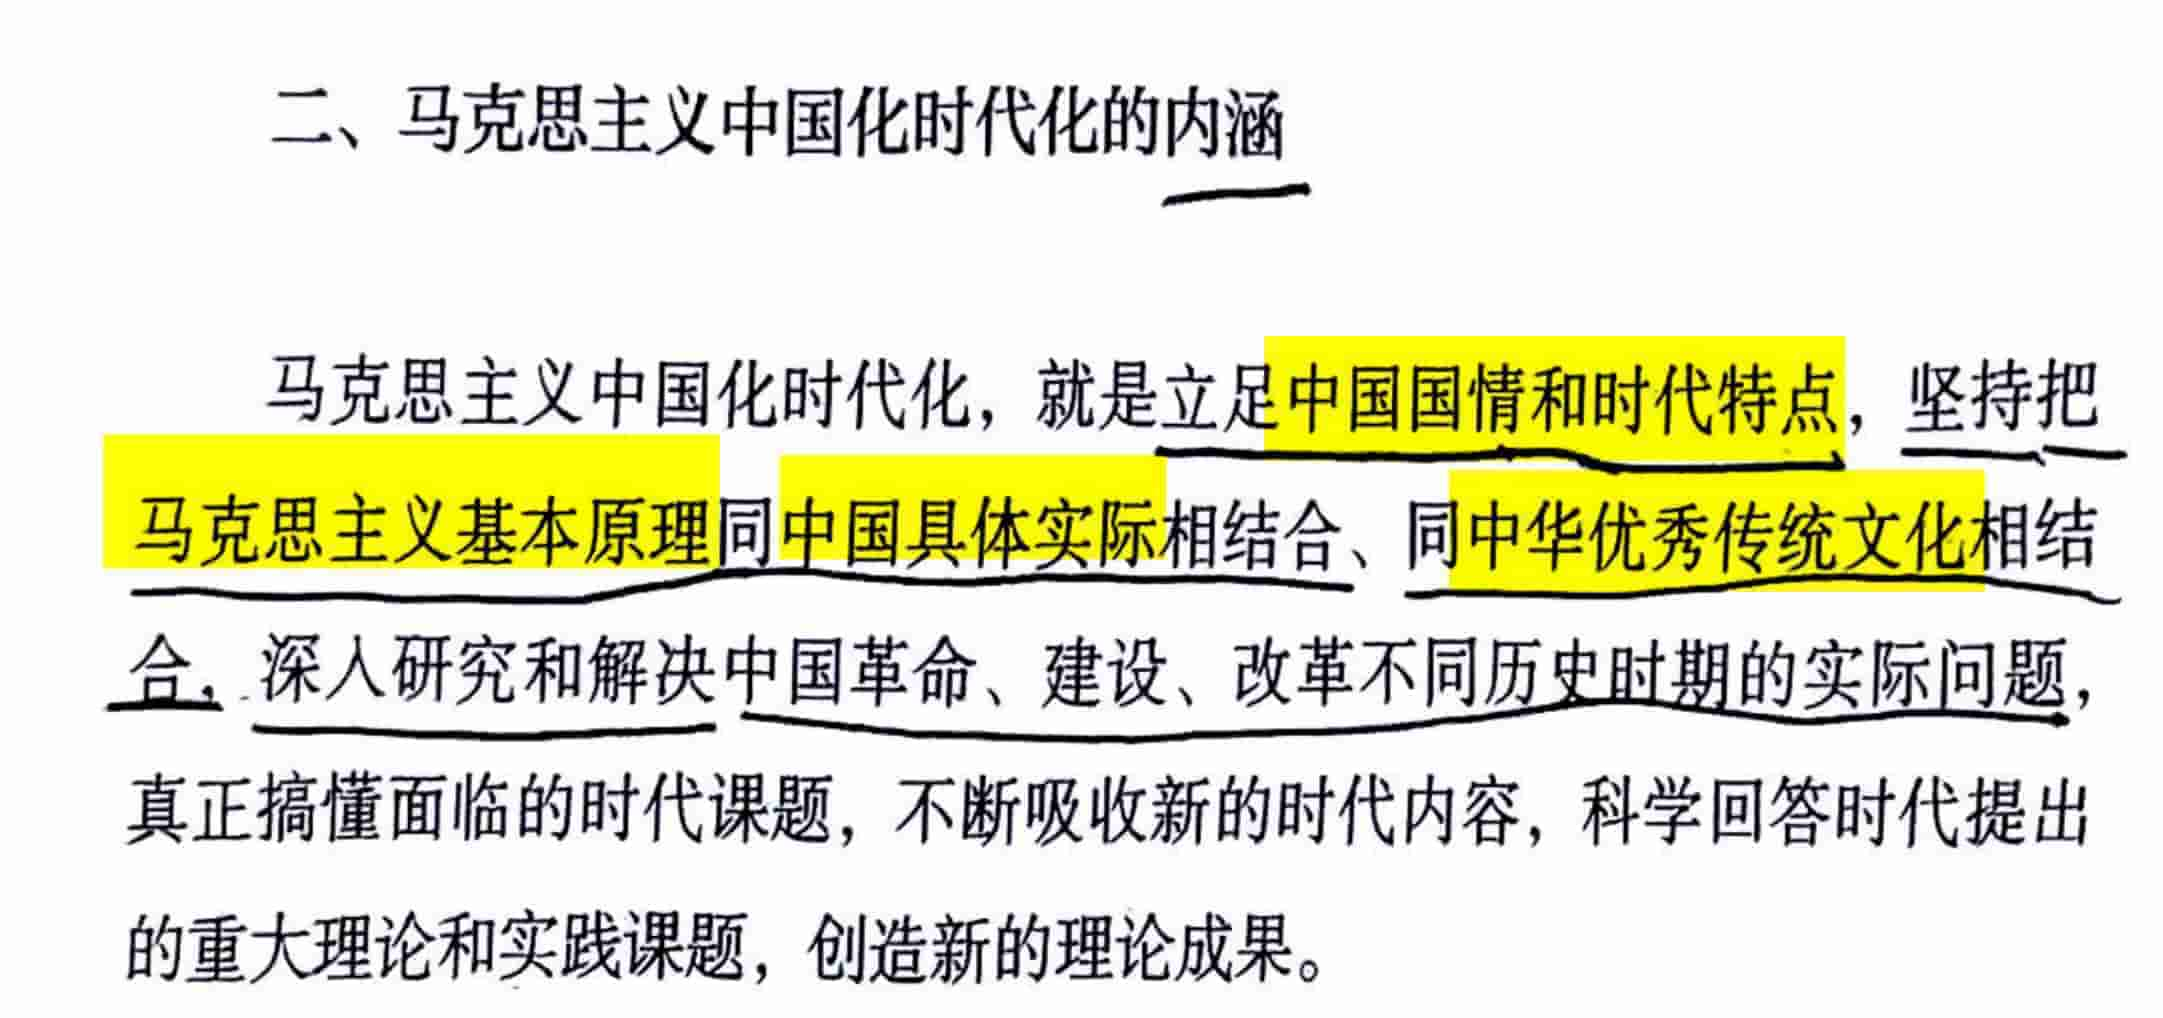 二、马克思主义中国化时代化的内涵
马克思主义中国化时代化，就是立足中国国情和时代特点，坚持把
马克思主义基本原理同中国具体实际相结合、同中华优秀传统文化相结
合，深入研究和解决中国革命、建设、改革不同历史时期的实际问题，
真正搞懂面临的时代课题，不断吸收新的时代内容，科学回答时代提出
的重大理论和实践课题，创造新的理论成果。